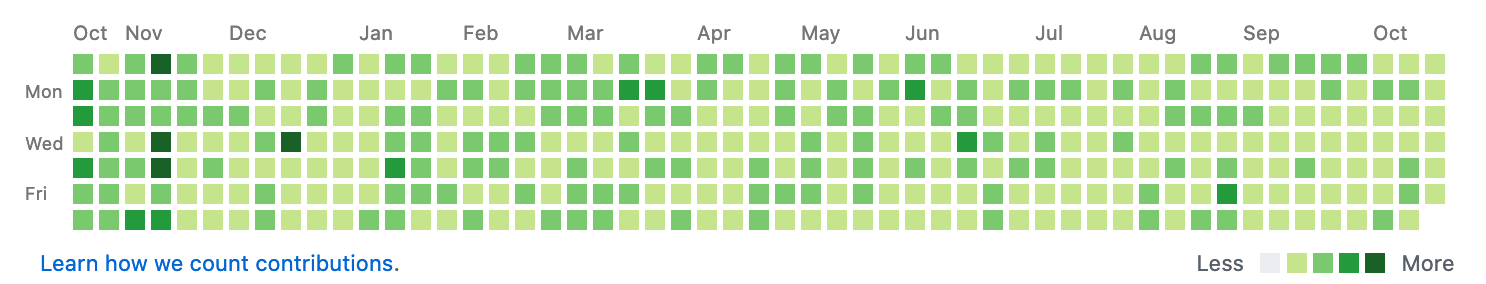 Oct Nov Dec Jan Feb Mar Apr May Jun Jul Aug Sep Oct
Mon
Wed
Fri
Learn how we count contributions. Less More